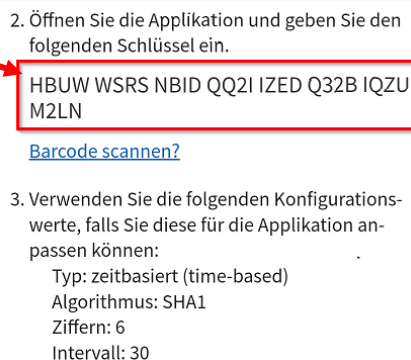 2. Öffnen Sie die Applikation und geben Sie den
folgenden Schlüssel ein.
HBUW WSRS NBID QQ2I IZED Q32B IQZU
M2LN
Barcode scannen?
3. Verwenden Sie die folgenden Konfigurations-
werte, falls Sie diese für die Applikation an-
passen können:
Typ: zeitbasiert (time-based)
Algorithmus: SHA1
Ziffern: 6
Intervall: 30